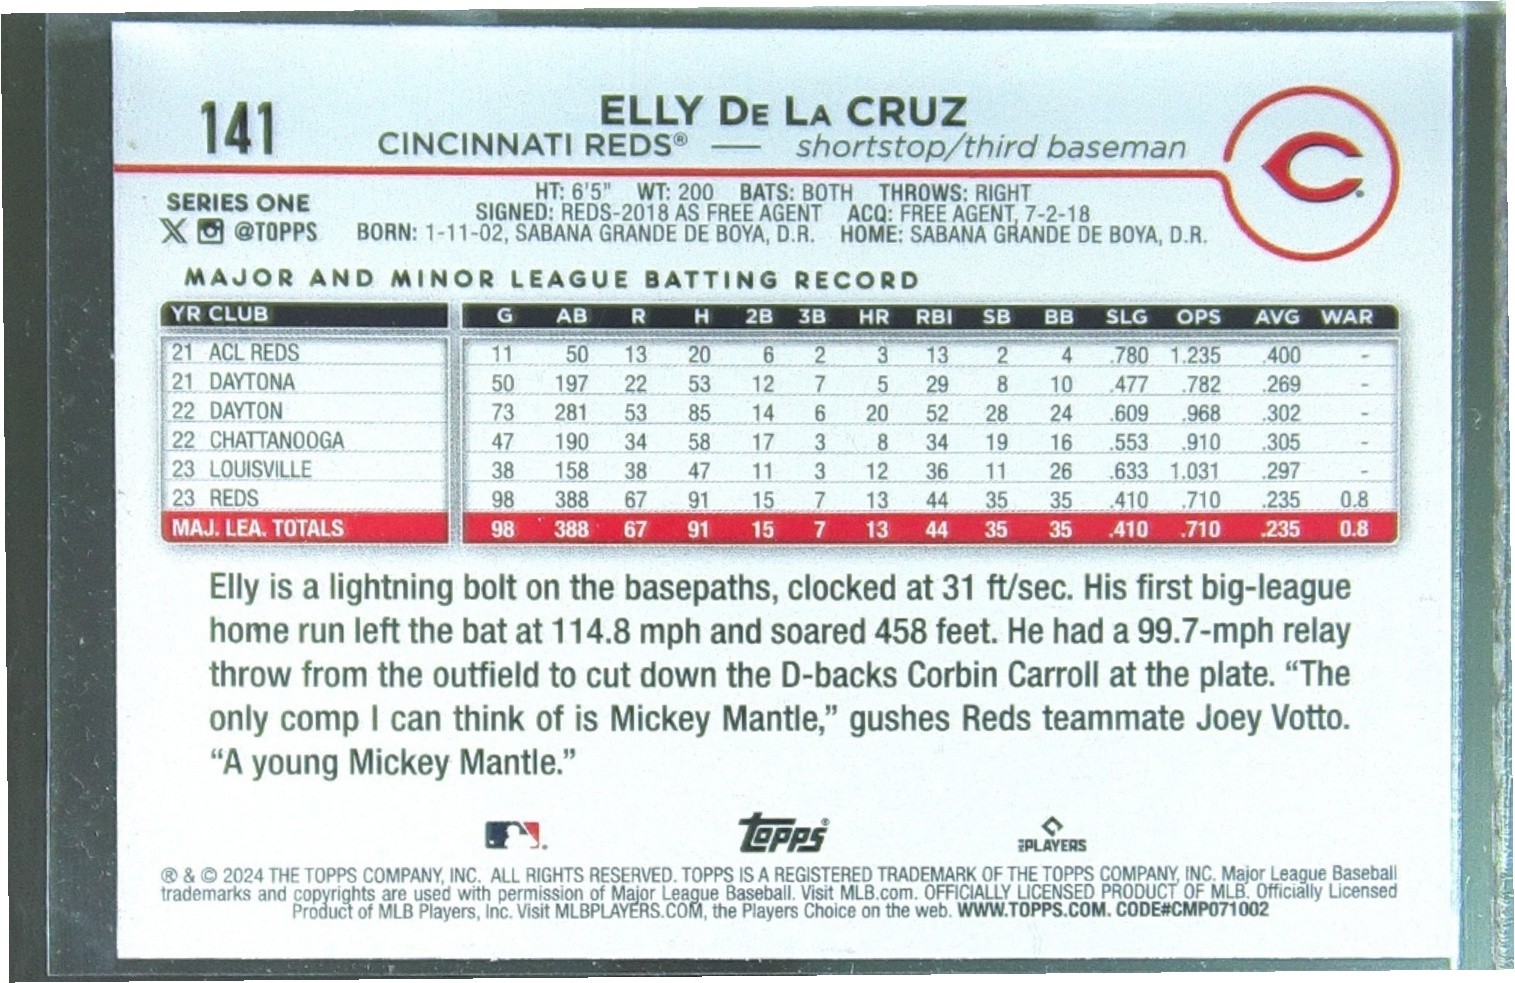 141
ELLY DE LA CRUZ
CINCINNATI REDS® — shortstop/third baseman
SERIES ONE
@TOPPS
HT: 6'5" WT: 200 BATS: BOTH THROWS: RIGHT
SIGNED: REDS-2018 AS FREE AGENT ACQ: FREE AGENT, 7-2-18
BORN: 1-11-02, SABANA GRANDE DE BOYA, D.R. HOME: SABANA GRANDE DE BOYA, D.R.
MAJOR AND MINOR LEAGUE BATTING RECORD
YR CLUB G AB R H 2B 3B HR RBI SB BB SLG OPS AVG WAR
21 ACL REDS 11 50 13 20 6 2 3 13 2 4 .780 1.235 .400 -
21 DAYTONA 50 197 22 53 12 7 5 29 8 10 .477 .782 .269 -
22 DAYTON 73 281 53 85 14 6 20 52 28 24 .609 .968 .302 -
22 CHATTANOOGA 47 190 34 58 17 3 8 34 19 16 .553 .910 .305 -
23 LOUISVILLE 38 158 38 47 11 3 12 36 11 26 .633 1.031 .297 -
23 REDS 98 388 67 91 15 7 13 44 35 35 .410 .710 .235 0.8
MAJ. LEA. TOTALS 98 388 67 91 15 7 13 44 35 35 .410 .710 .235 0.8
Elly is a lightning bolt on the basepaths, clocked at 31 ft/sec. His first big-league
home run left the bat at 114.8 mph and soared 458 feet. He had a 99.7-mph relay
throw from the outfield to cut down the D-backs Corbin Carroll at the plate. “The
only comp I can think of is Mickey Mantle,” gushes Reds teammate Joey Votto.
“A young Mickey Mantle.”
Topps®
MLBPLAYERS
® & © 2024 THE TOPPS COMPANY, INC. ALL RIGHTS RESERVED. TOPPS IS A REGISTERED TRADEMARK OF THE TOPPS COMPANY, INC. Major League Baseball
trademarks and copyrights are used with permission of Major League Baseball. Visit MLB.com. OFFICIALLY LICENSED PRODUCT OF MLB. Officially Licensed
Product of MLB Players, Inc. Visit MLBPLAYERS.COM, the Players Choice on the web. WWW.TOPPS.COM. CODE#CMP071002